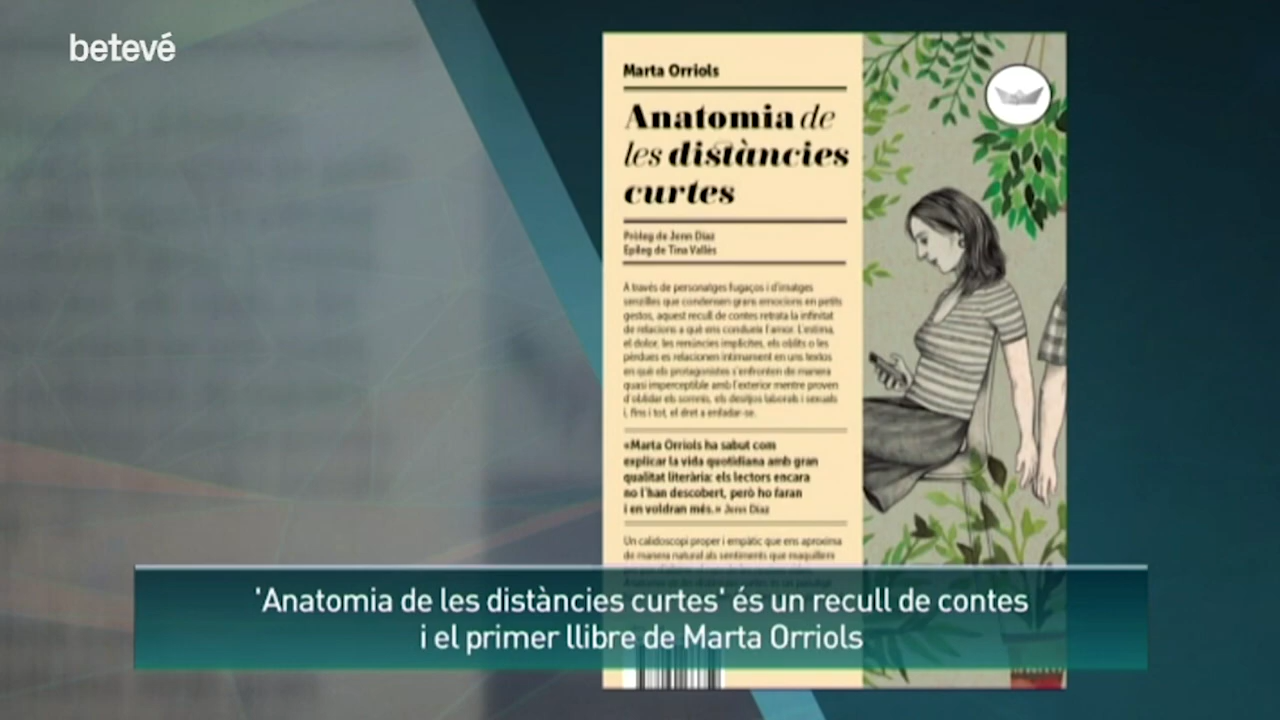 betevé
Marta Orriols
Anatomia de
les distàncies
curtes
Pròleg de Jenn Díaz
Epíleg de Tina Vallès
A través de personatges fugaços i d'imatges
senzilles que condensen grans emocions en petits
gestos, aquest recull de contes retrata la infinitat
de relacions a què ens condueix l'amor. L'estima,
el dolor, les renúncies implícites, els oblits o les
pèrdues es relacionen íntimament en uns textos
en què els protagonistes s'enfronten de manera
quasi imperceptible amb l'exterior mentre proven
d'oblidar els somnis, els desitjos laborals i sexuals
i, fins i tot, el dret a enfadar-se.
«Marta Orriols ha sabut com
explicar la vida quotidiana amb gran
qualitat literària: els lectors encara
no l'han descobert, però ho faran
i en voldran més.» Jenn Díaz
Un calidoscopi proper i empàtic que ens aproxima
de manera natural als sentiments que maquillem
'Anatomia de les distàncies curtes' és un recull de contes
i el primer llibre de Marta Orriols